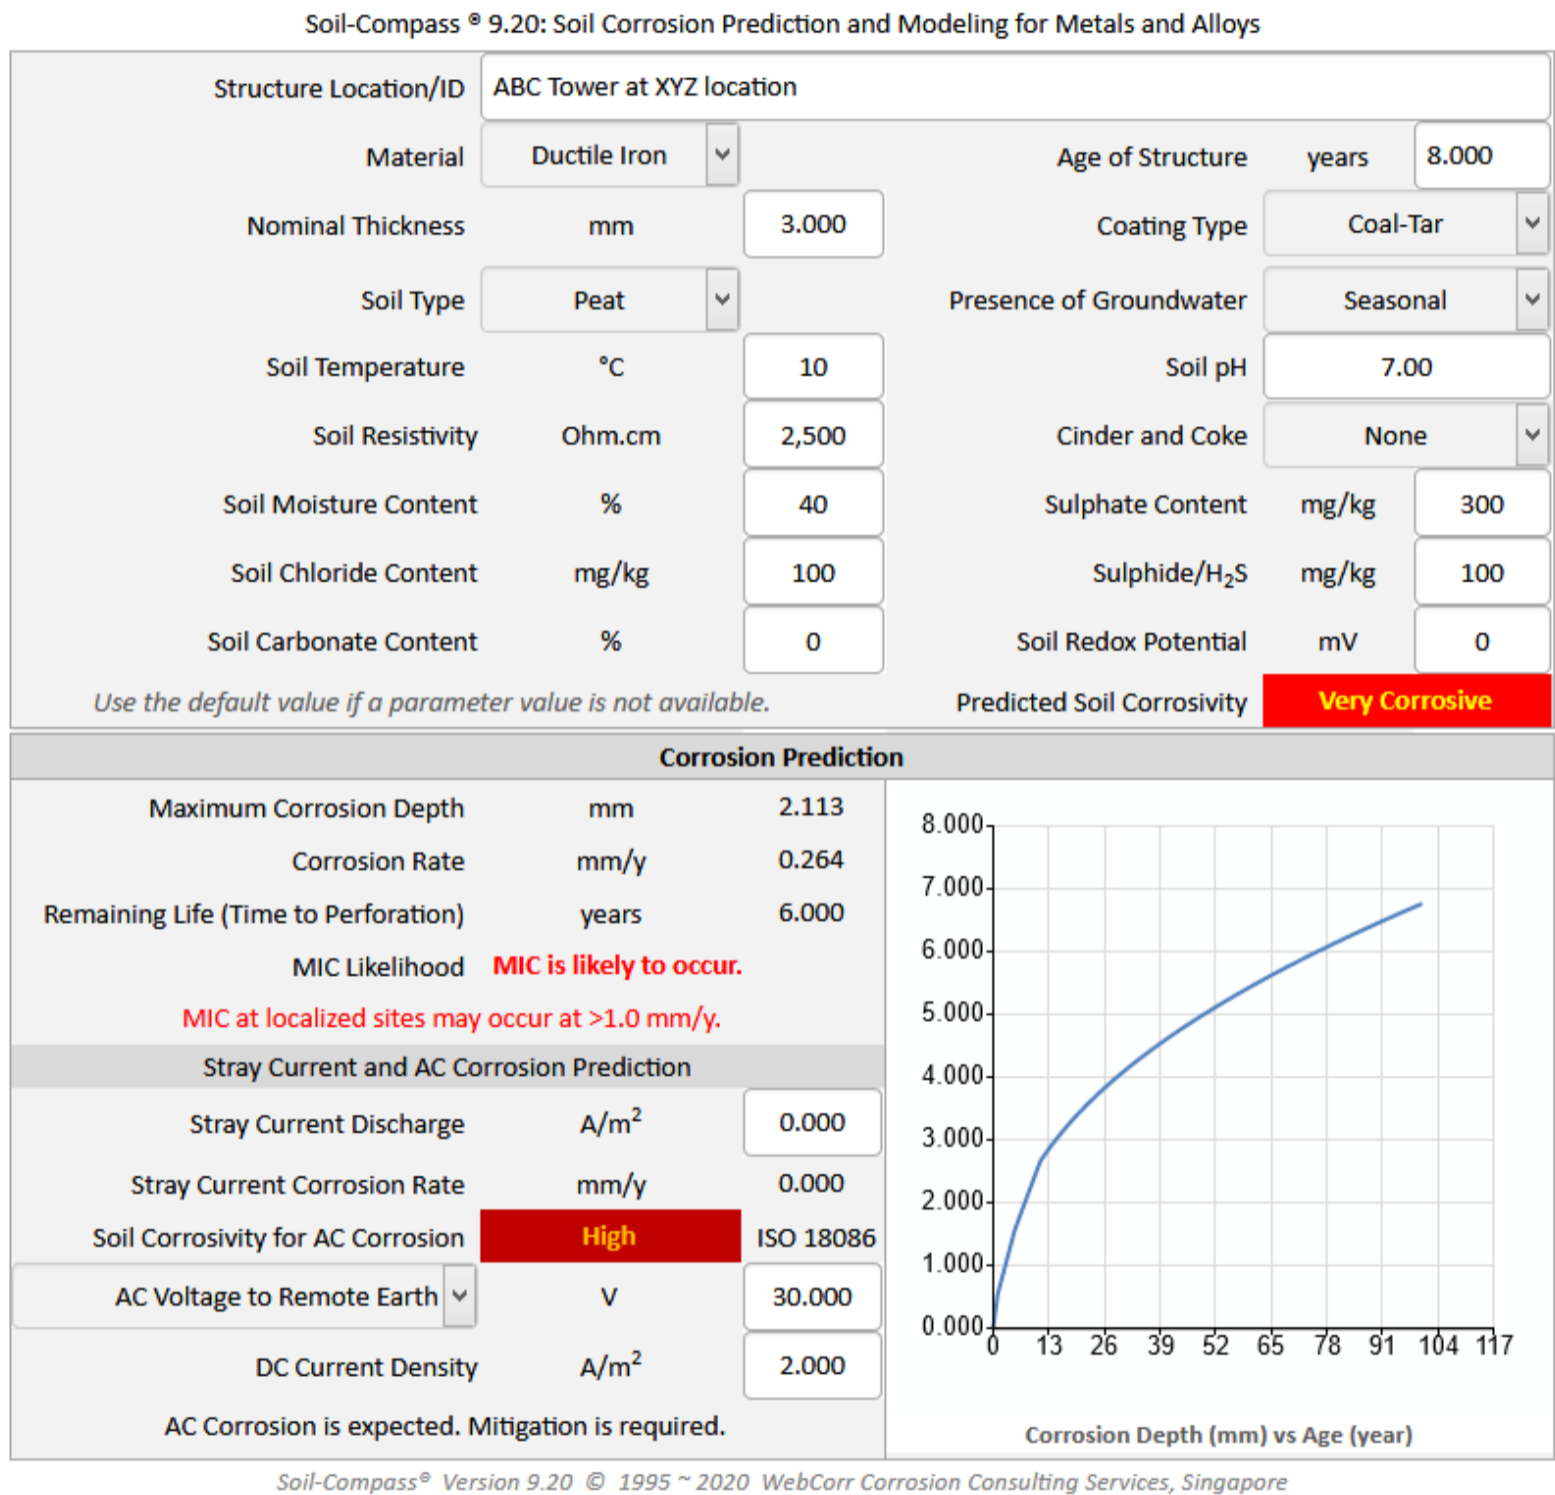 Soil-Compass ® 9.20: Soil Corrosion Prediction and Modeling for Metals and Alloys
Structure Location/ID ABC Tower at XYZ location
Material Ductile Iron Age of Structure years 8.000
Nominal Thickness mm 3.000 Coating Type Coal-Tar
Soil Type Peat Presence of Groundwater Seasonal
Soil Temperature °C 10 Soil pH 7.00
Soil Resistivity Ohm.cm 2,500 Cinder and Coke None
Soil Moisture Content % 40 Sulphate Content mg/kg 300
Soil Chloride Content mg/kg 100 Sulphide/H₂S mg/kg 100
Soil Carbonate Content % 0 Soil Redox Potential mV 0
Use the default value if a parameter value is not available. Predicted Soil Corrosivity Very Corrosive
Corrosion Prediction
Maximum Corrosion Depth mm 2.113
Corrosion Rate mm/y 0.264
Remaining Life (Time to Perforation) years 6.000
MIC Likelihood MIC is likely to occur.
MIC at localized sites may occur at >1.0 mm/y.
Stray Current and AC Corrosion Prediction
Stray Current Discharge A/m² 0.000
Stray Current Corrosion Rate mm/y 0.000
Soil Corrosivity for AC Corrosion High ISO 18086
AC Voltage to Remote Earth V 30.000
DC Current Density A/m² 2.000
AC Corrosion is expected. Mitigation is required.
8.000
7.000
6.000
5.000
4.000
3.000
2.000
1.000
0.000
0 13 26 39 52 65 78 91 104 117
Corrosion Depth (mm) vs Age (year)
Soil-Compass® Version 9.20 © 1995 ~ 2020 WebCorr Corrosion Consulting Services, Singapore